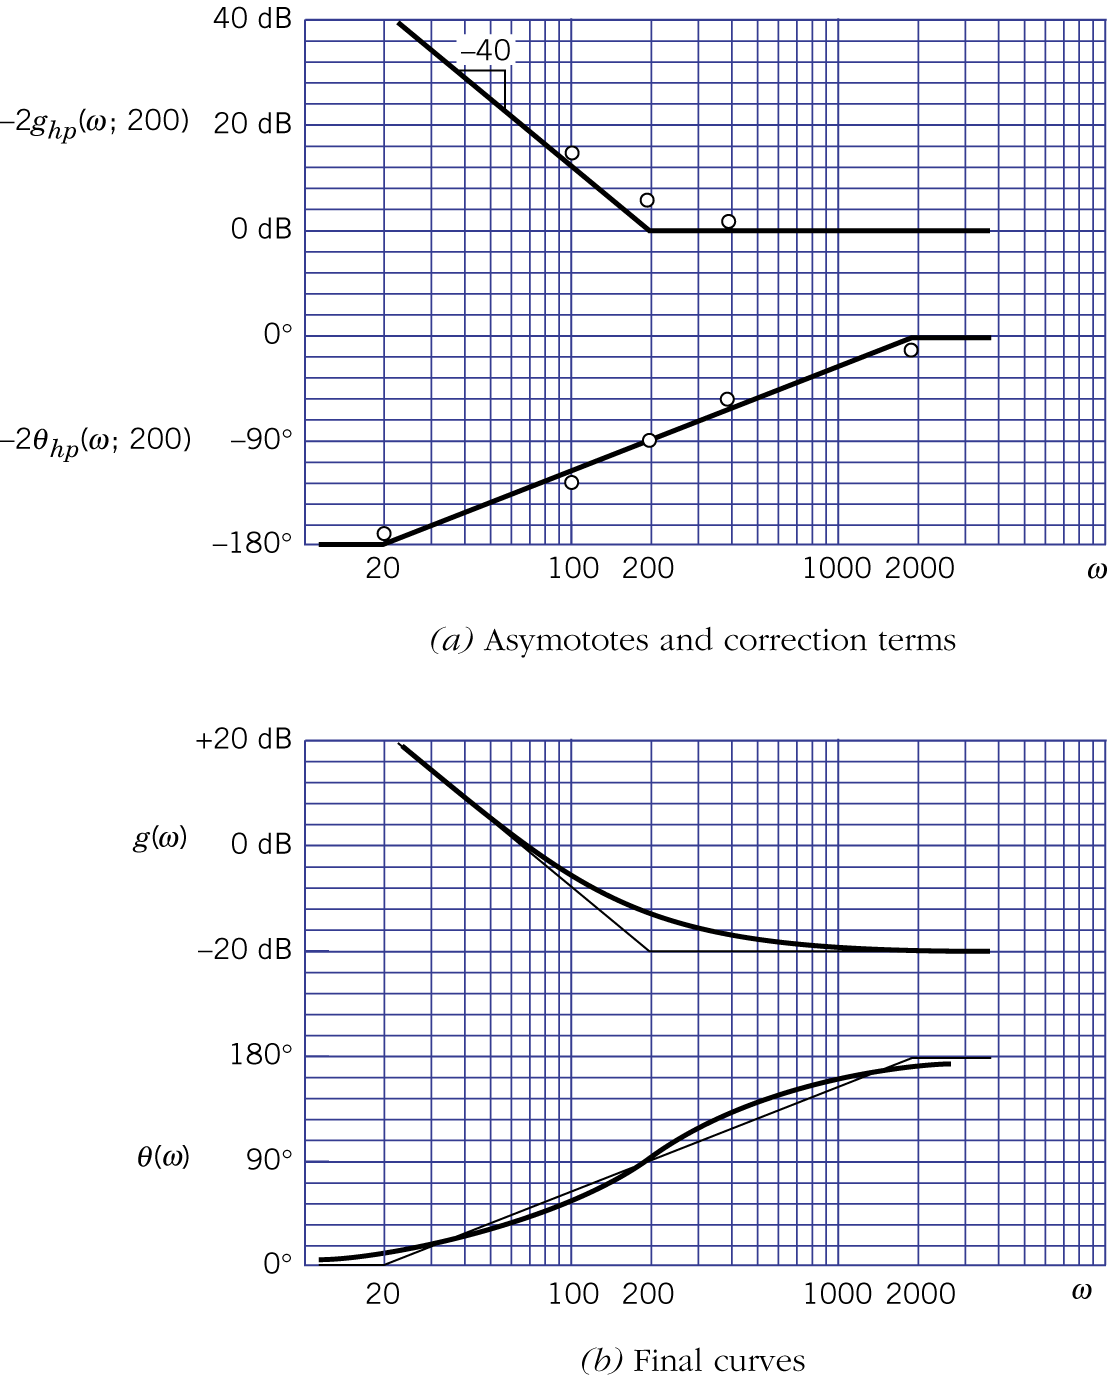 40 dB
–40
–2g_hp(ω; 200) 20 dB
0 dB
0°
–2θ_hp(ω; 200) –90°
–180°
20 100 200 1000 2000 ω
(a) Asymototes and correction terms
+20 dB
g(ω) 0 dB
–20 dB
180°
θ(ω) 90°
0°
20 100 200 1000 2000 ω
(b) Final curves